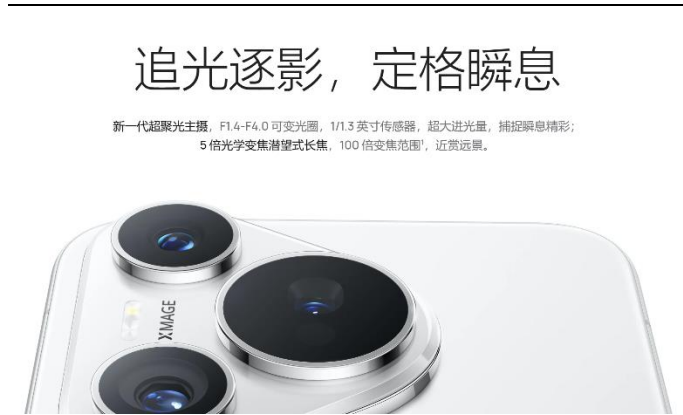 追光逐影，定格瞬息
新一代超聚光主摄，F1.4-F4.0 可变光圈，1/1.3 英寸传感器，超大进光量，捕捉瞬息精彩；
5 倍光学变焦潜望式长焦，100 倍变焦范围¹，近赏远景。
XMAGE